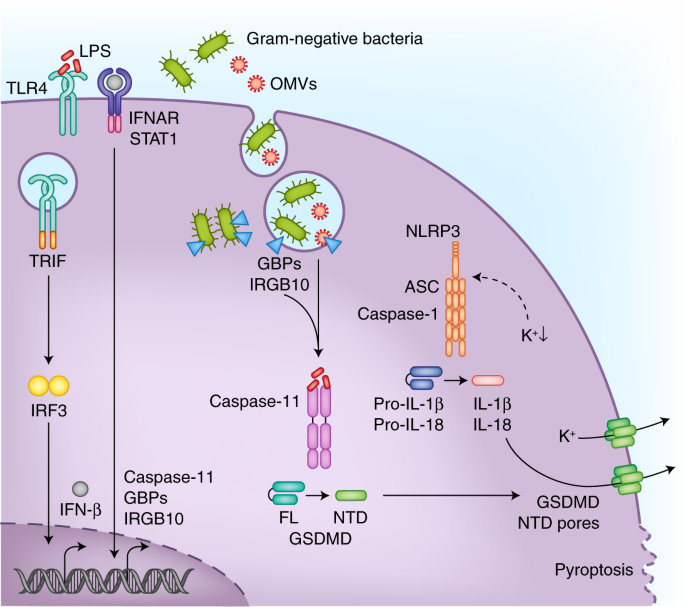 Gram-negative bacteria
LPS
TLR4
OMVs
IFNAR
STAT1
TRIF
GBPs
IRGB10
NLRP3
ASC
Caspase-1
K+↓
IRF3
Caspase-11
Pro-IL-1β
Pro-IL-18
IL-1β
IL-18
K+
IFN-β
Caspase-11
GBPs
IRGB10
FL
NTD
GSDMD
GSDMD
NTD pores
Pyroptosis